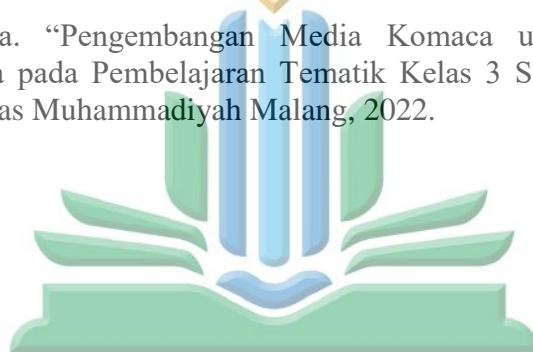 a. “Pengembangan Media Komaca u
a pada Pembelajaran Tematik Kelas 3 S
as Muhammadiyah Malang, 2022.